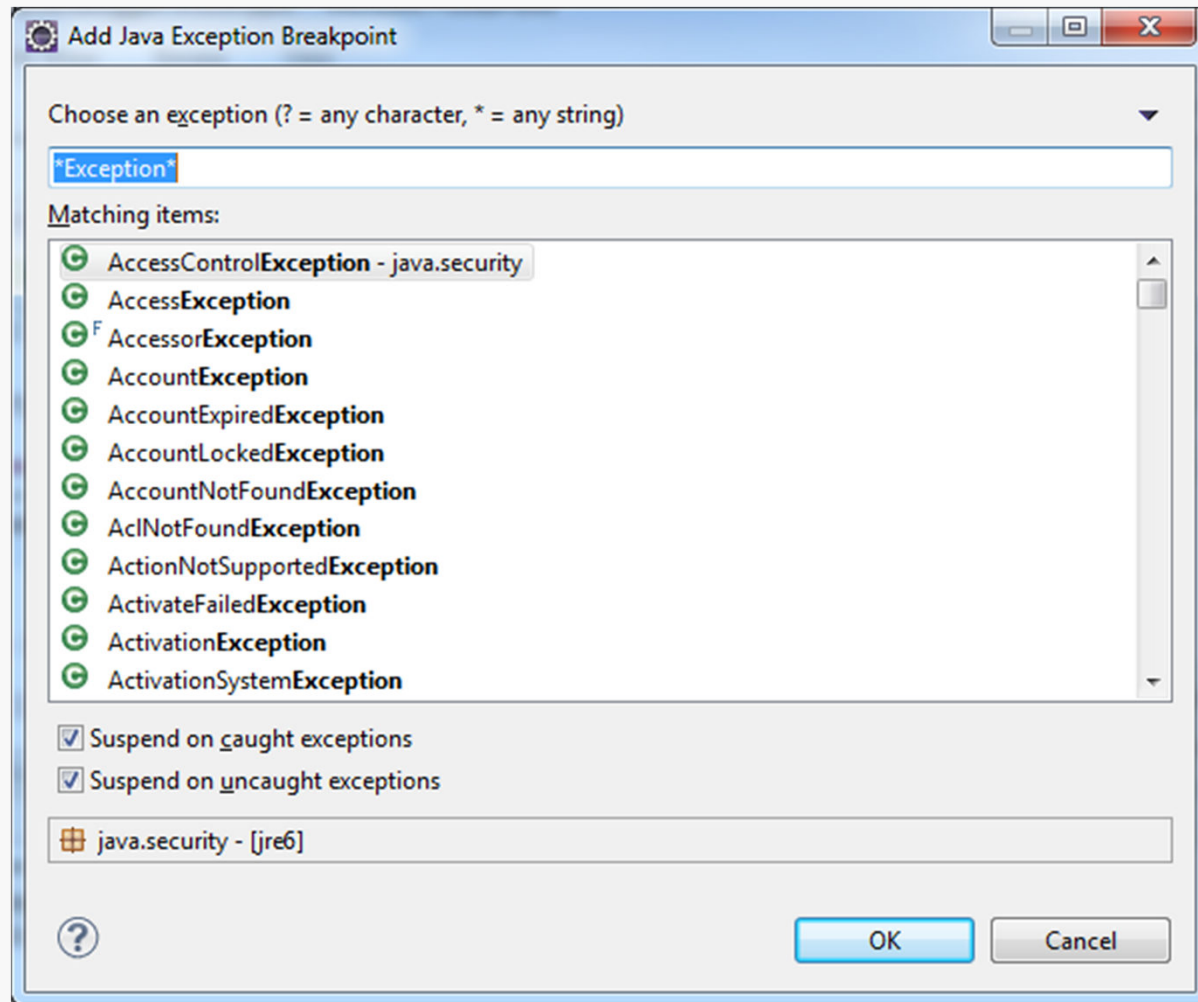 Add Java Exception Breakpoint
Choose an exception (? = any character, * = any string)
*Exception*
Matching items:
AccessControlException - java.security
AccessException
F AccessorException
AccountException
AccountExpiredException
AccountLockedException
AccountNotFoundException
AclNotFoundException
ActionNotSupportedException
ActivateFailedException
ActivationException
ActivationSystemException
Suspend on caught exceptions
Suspend on uncaught exceptions
java.security - [jre6]
OK Cancel